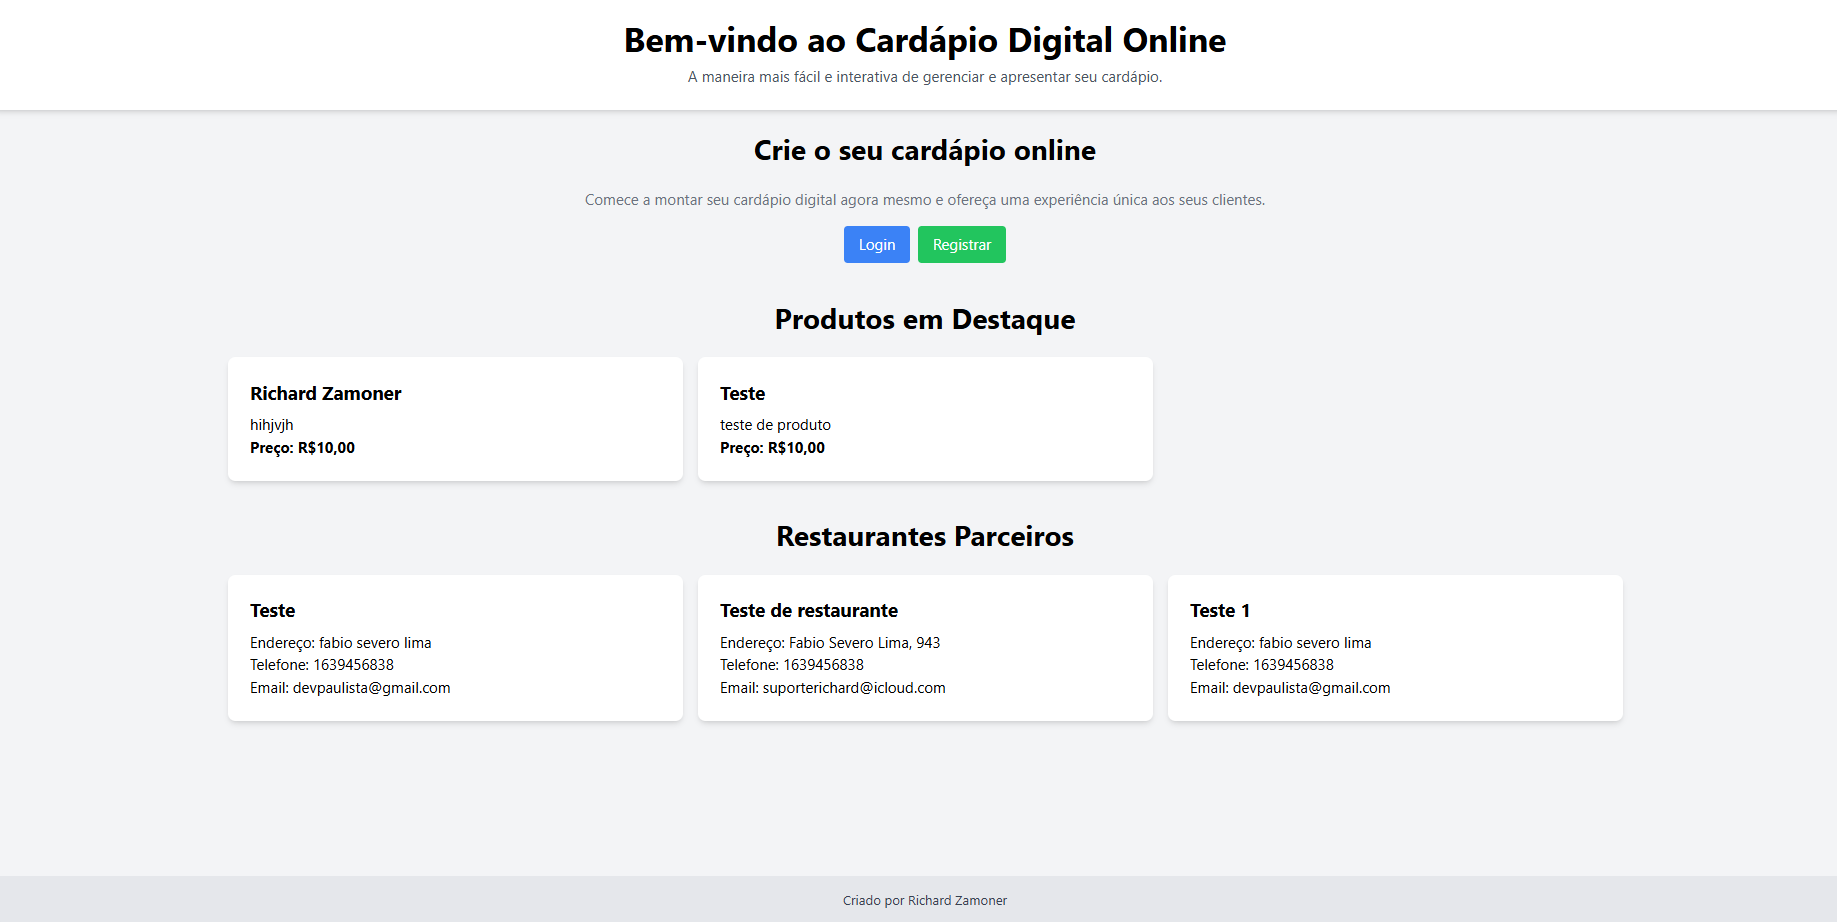 Bem-vindo ao Cardápio Digital Online
A maneira mais fácil e interativa de gerenciar e apresentar seu cardápio.
Crie o seu cardápio online
Comece a montar seu cardápio digital agora mesmo e ofereça uma experiência única aos seus clientes.
Login
Registrar
Produtos em Destaque
Richard Zamoner
hihjvjh
Preço: R$10,00
Teste
teste de produto
Preço: R$10,00
Restaurantes Parceiros
Teste
Endereço: fabio severo lima
Telefone: 1639456838
Email: devpaulista@gmail.com
Teste de restaurante
Endereço: Fabio Severo Lima, 943
Telefone: 1639456838
Email: suporterichard@icloud.com
Teste 1
Endereço: fabio severo lima
Telefone: 1639456838
Email: devpaulista@gmail.com
Criado por Richard Zamoner